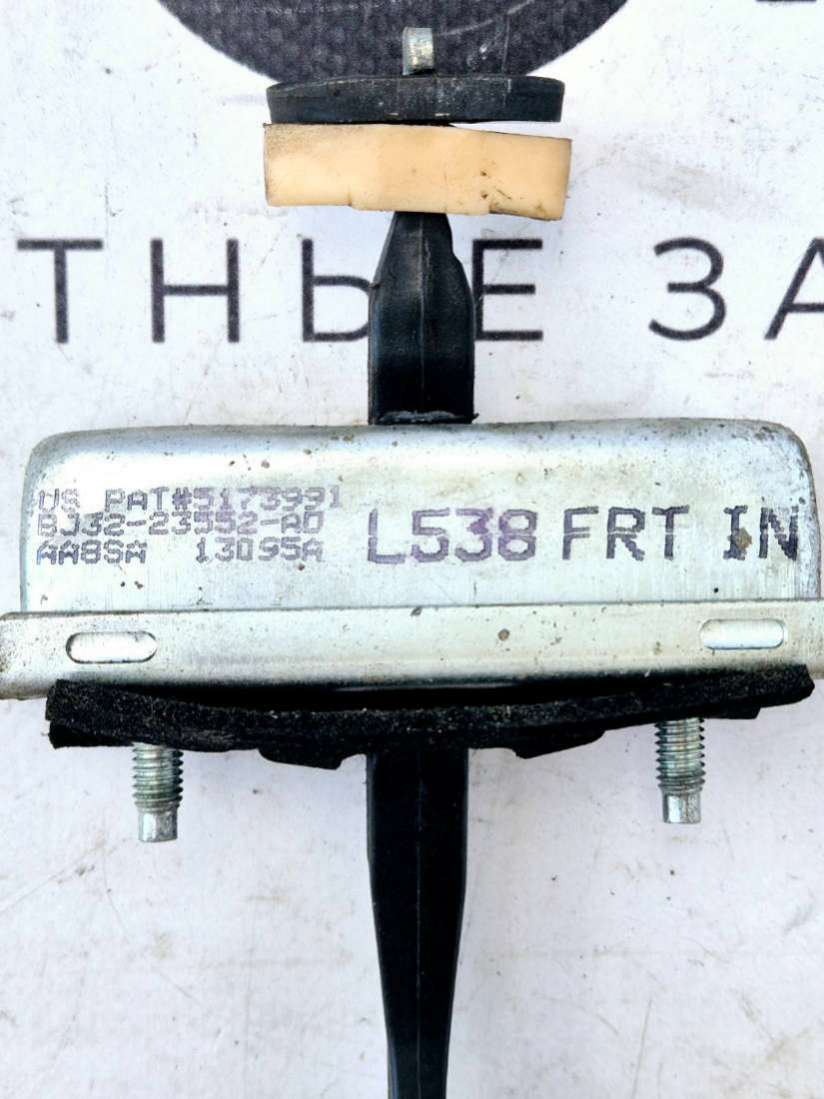 ТНЫЕ ЗА
US PAT#5173991
BJ32-23552-AD
AA8SA 13095A
L538 FRT IN